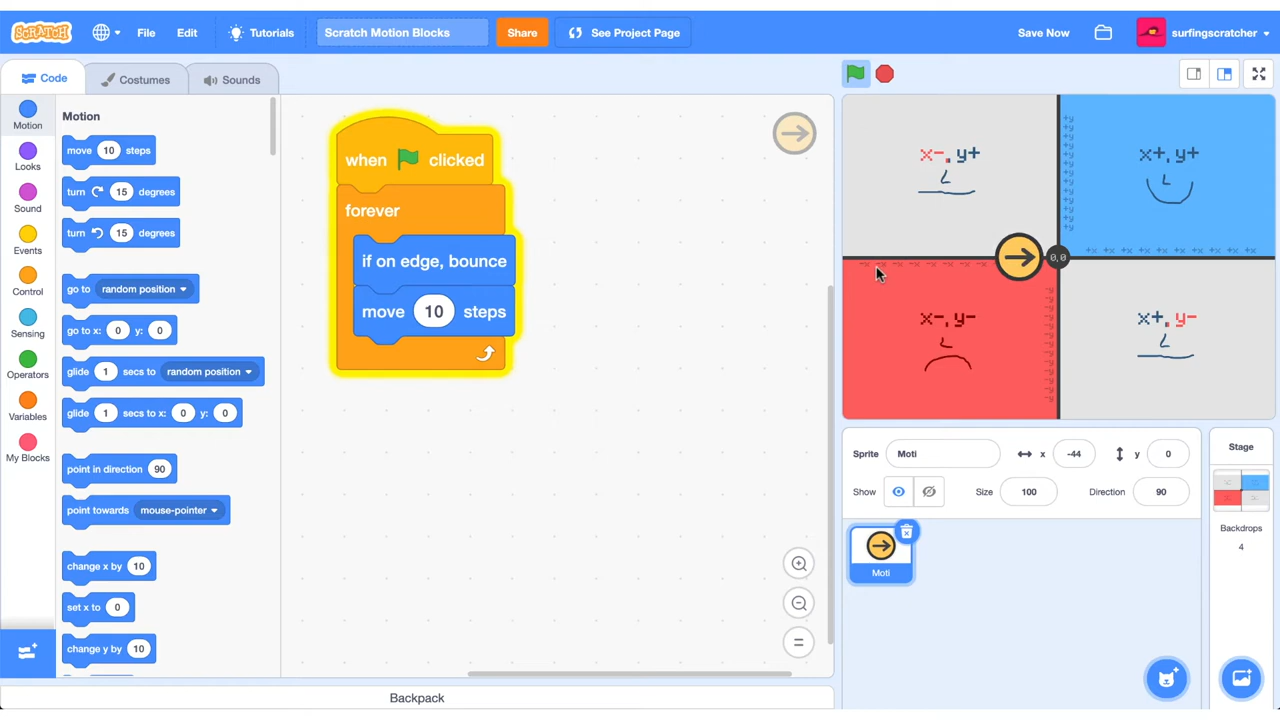 SCRATCH File Edit Tutorials Scratch Motion Blocks Share See Project Page Save Now surfingscratcher
Code Costumes Sounds
Motion
Looks
Sound
Events
Control
Sensing
Operators
Variables
My Blocks
Motion
move 10 steps
turn 15 degrees
turn 15 degrees
go to random position
go to x: 0 y: 0
glide 1 secs to random position
glide 1 secs to x: 0 y: 0
point in direction 90
point towards mouse-pointer
change x by 10
set x to 0
change y by 10
when clicked
forever
if on edge, bounce
move 10 steps
Backpack
x-, y+
x+, y+
+y
+y
+y
+y
+y
+y
+y
+y
+y
+x +x +x +x +x +x +x +x +x
0,0
-x -x -x -x -x -x -x -x
x-, y-
x+, y-
-y
-y
-y
-y
-y
-y
-y
-y
-y
Sprite Moti x -44 y 0
Show Size 100 Direction 90
Moti
Stage
Backdrops
4